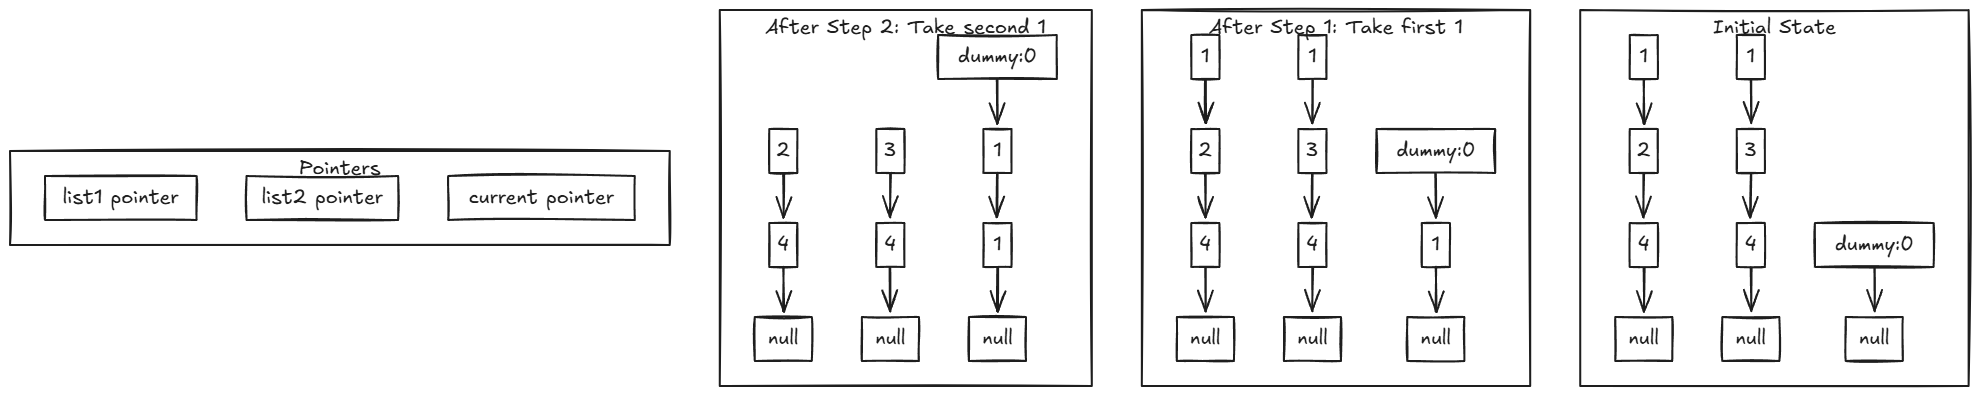 Pointers
list1 pointer
list2 pointer
current pointer
After Step 2: Take second 1
dummy:0
2
3
1
4
4
1
null
null
null
After Step 1: Take first 1
1
1
2
3
dummy:0
4
4
1
null
null
null
Initial State
1
1
2
3
4
4
dummy:0
null
null
null